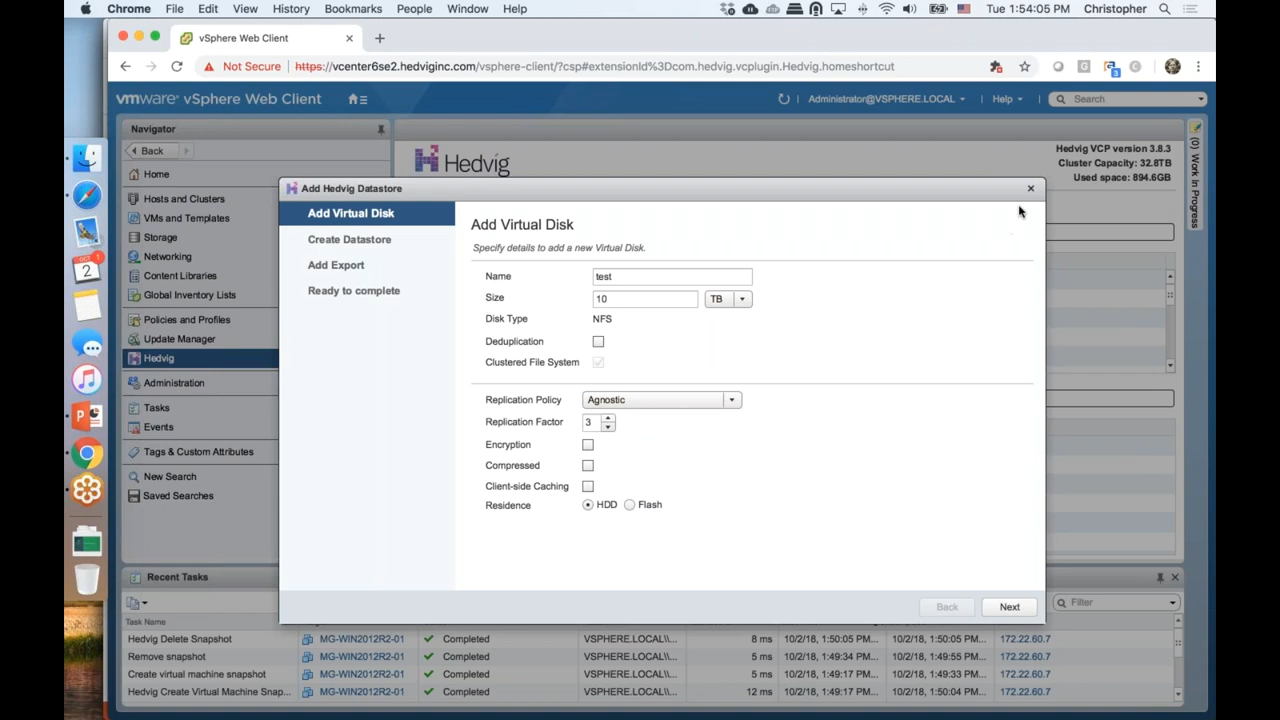 Chrome File Edit View History Bookmarks People Window Help Tue 1:54:05 PM Christopher
vSphere Web Client
Not Secure https://vcenter6se2.hedviginc.com/vsphere-client/?csp#extensionId%3Dcom.hedvig.vcplugin.Hedvig.homeshortcut
3
vmware® vSphere Web Client Administrator@VSPHERE.LOCAL Help Search
Navigator
Back
Home
Hosts and Clusters
VMs and Templates
Storage
Networking
Content Libraries
Global Inventory Lists
Policies and Profiles
Update Manager
Hedvig
Administration
Tasks
Events
Tags & Custom Attributes
New Search
Saved Searches
OCT
2
1
Hedvig
Hedvig VCP version 3.8.3
Cluster Capacity: 32.8TB
Used space: 894.6GB
(0) Work In Progress
Add Hedvig Datastore
Add Virtual Disk
Create Datastore
Add Export
Ready to complete
Add Virtual Disk
Specify details to add a new Virtual Disk.
Name test
Size 10 TB
Disk Type NFS
Deduplication
Clustered File System
Replication Policy Agnostic
Replication Factor 3
Encryption
Compressed
Client-side Caching
Residence HDD Flash
Back Next
Recent Tasks
Filter
Task Name
Hedvig Delete Snapshot MG-WIN2012R2-01 Completed VSPHERE.LOCAL\\... 8 ms 10/2/18, 1:50:05 PM 10/2/18, 1:50:05 PM 172.22.60.7
Remove snapshot MG-WIN2012R2-01 Completed VSPHERE.LOCAL\\... 5 ms 10/2/18, 1:49:34 PM 10/2/18, 1:49:55 PM 172.22.60.7
Create virtual machine snapshot MG-WIN2012R2-01 Completed VSPHERE.LOCAL\\... 5 ms 10/2/18, 1:49:17 PM 10/2/18, 1:49:33 PM 172.22.60.7
Hedvig Create Virtual Machine Snap... MG-WIN2012R2-01 Completed VSPHERE.LOCAL\\... 12 ms 10/2/18, 1:49:17 PM 10/2/18, 1:50:04 PM 172.22.60.7